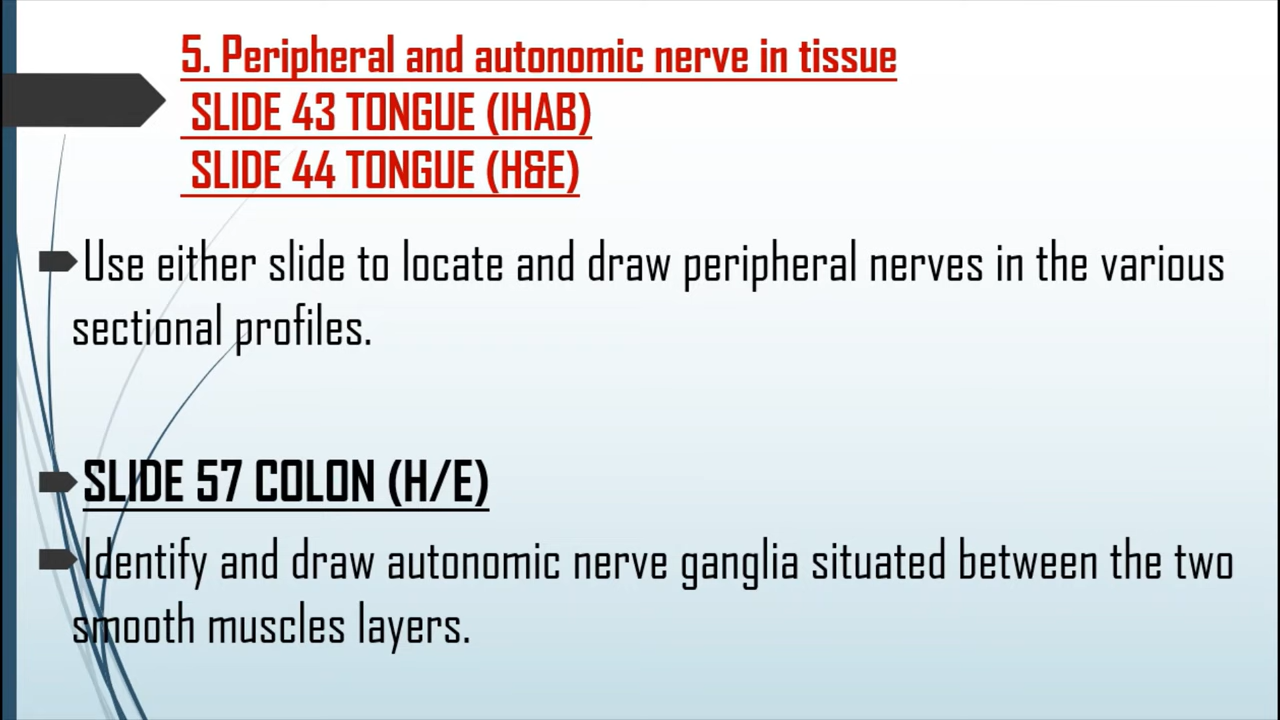 5. Peripheral and autonomic nerve in tissue
SLIDE 43 TONGUE (IHAB)
SLIDE 44 TONGUE (H&E)
Use either slide to locate and draw peripheral nerves in the various
sectional profiles.
SLIDE 57 COLON (H/E)
Identify and draw autonomic nerve ganglia situated between the two
smooth muscles layers.